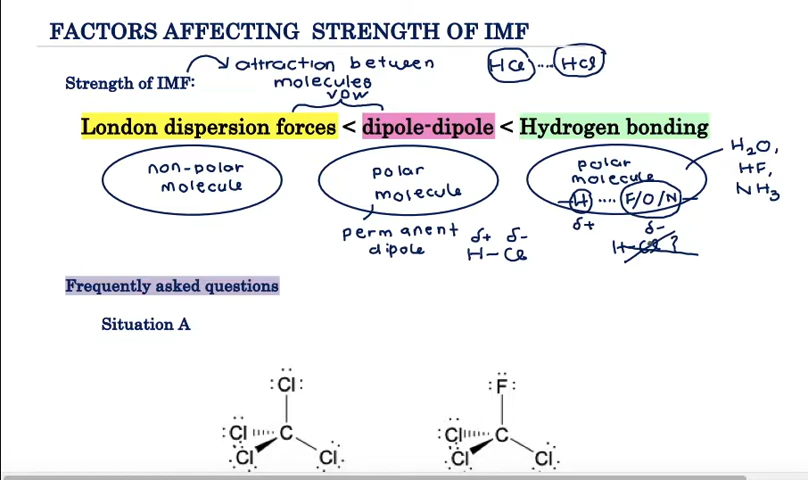 FACTORS AFFECTING STRENGTH OF IMF
attraction between
molecules
HCl .... HCl
Strength of IMF:
VDW
London dispersion forces < dipole-dipole < Hydrogen bonding
non-polar
molecule
polar
molecule
polar
molecule
-H .... F/O/N-
δ+ δ-
H2O,
HF,
NH3
permanent
dipole
δ+ δ-
H-Cl
H-Cl?
Frequently asked questions
Situation A
:Cl:
:Cl C
Cl Cl
:F:
:Cl C
Cl Cl